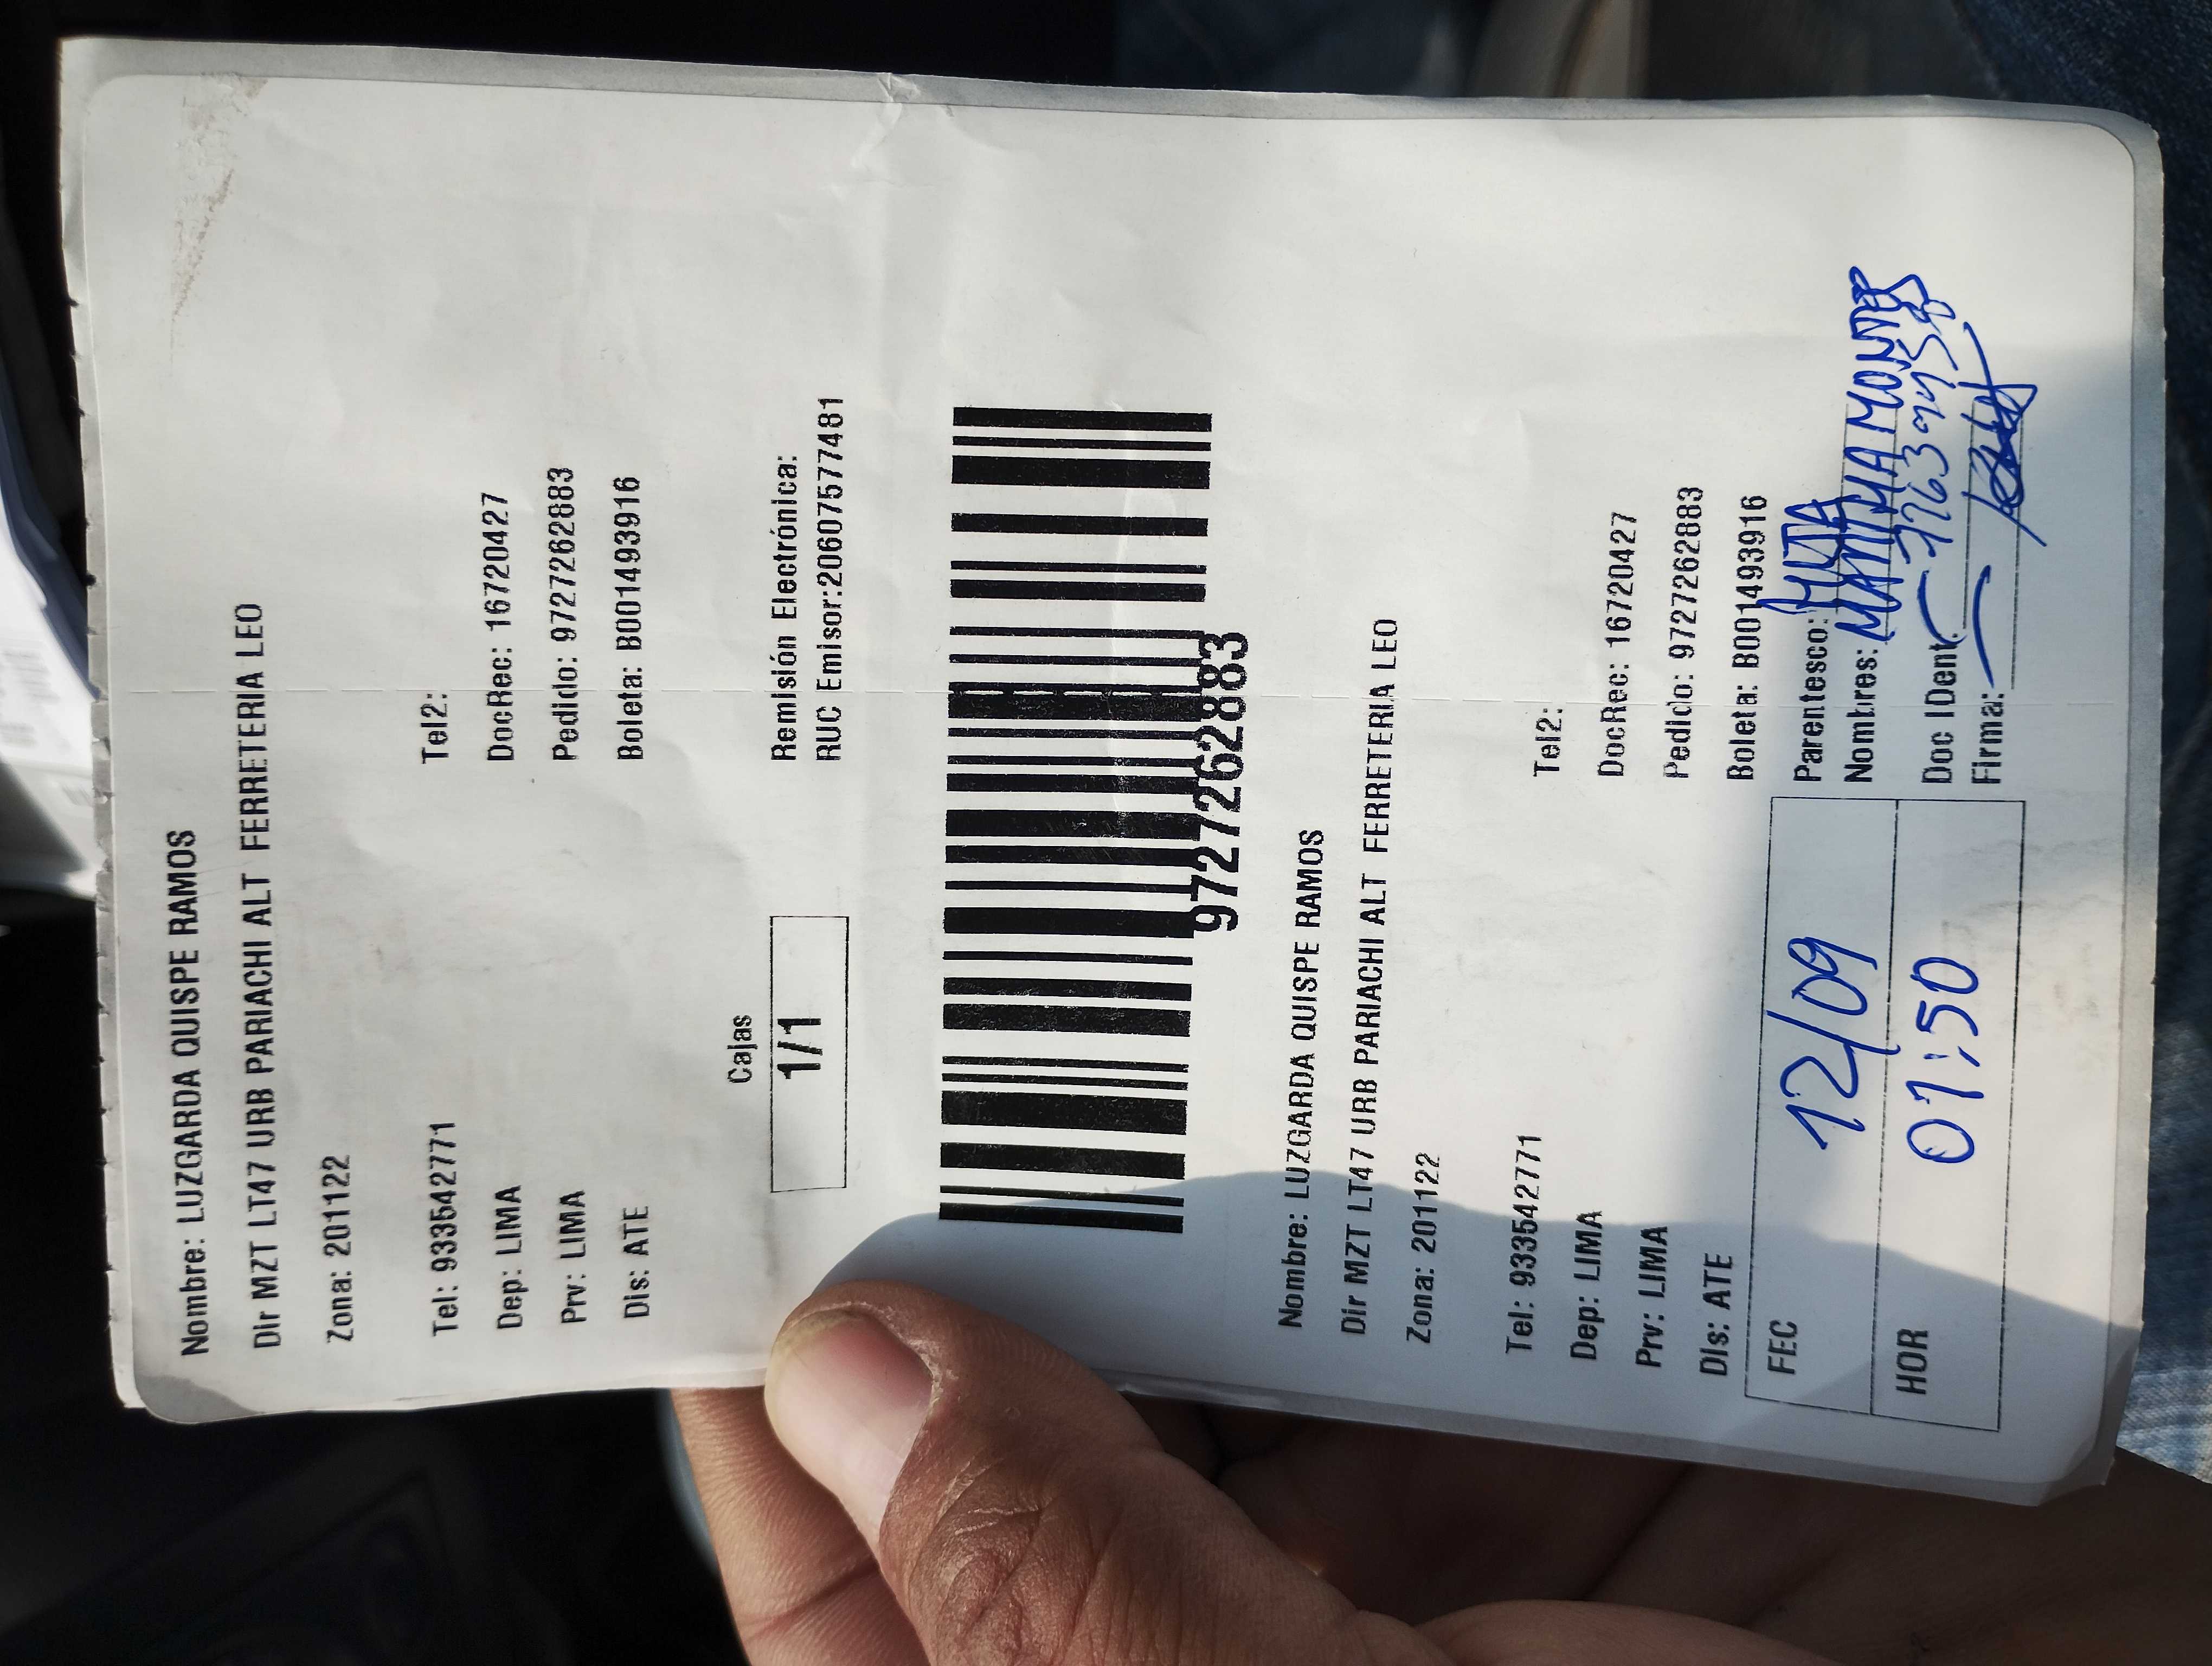 Nombre: LUZGARDA QUISPE RAMOS
Dir MZT LT47 URB PARIACHI ALT FERRETERIA LEO
Zona: 201122
Tel: 933542771 Tel2:
Dep: LIMA DocRec: 16720427
Prv: LIMA Pedido: 9727262883
Dis: ATE Boleta: B001493916
Cajas
1/1
Remisión Electrónica:
RUC Emisor:20607577481
9727262883
Nombre: LUZGARDA QUISPE RAMOS
Dir MZT LT47 URB PARIACHI ALT FERRETERIA LEO
Zona: 201122
Tel: 933542771 Tel2:
Dep: LIMA DocRec: 16720427
Prv: LIMA Pedido: 9727262883
Dis: ATE Boleta: B001493916
FEC 12/09
HOR 01:50
Parentesco:
Nombres: MONTES
Doc IDent
Firma: